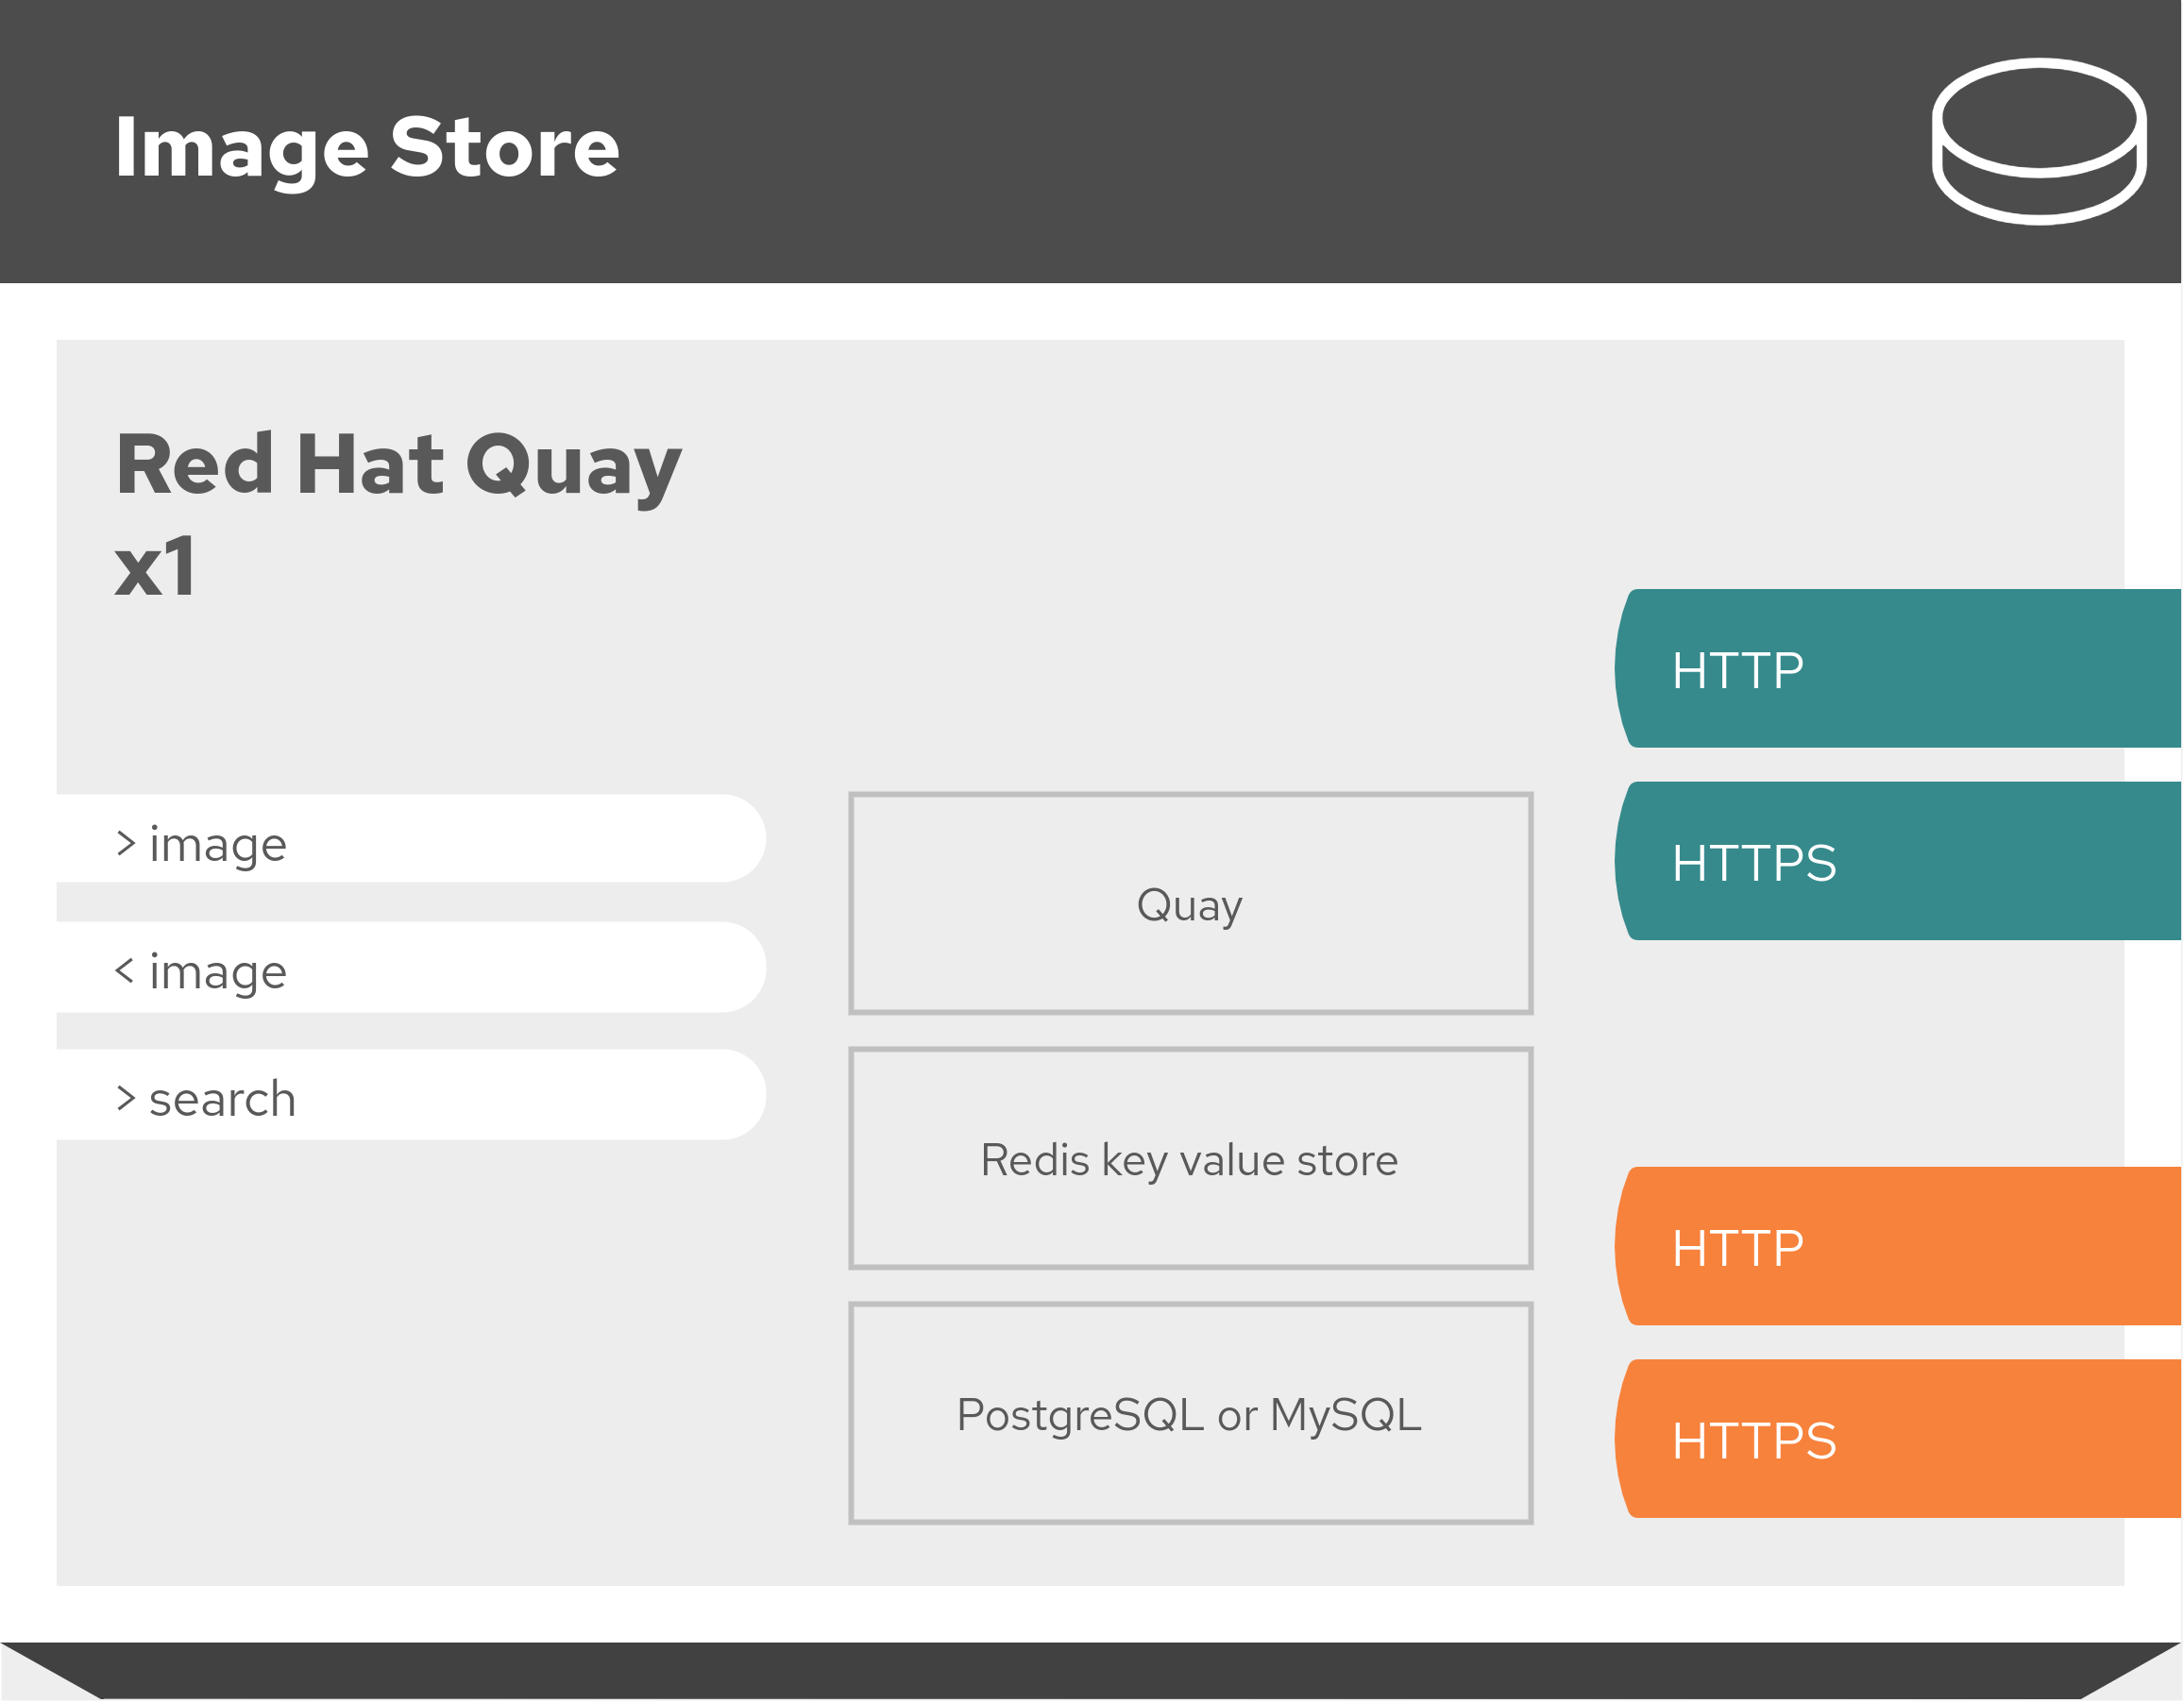 Image Store
Red Hat Quay
x1
> image
< image
> search
Quay
Redis key value store
PostgreSQL or MySQL
HTTP
HTTPS
HTTP
HTTPS